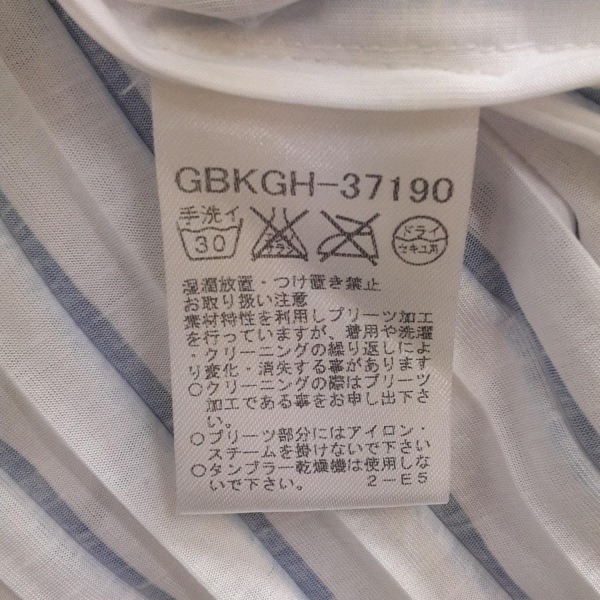 GBKGH-37190
手洗イ
30
エンソサラシ
ドライ
セキユ系
湿潤放置・つけ置き禁止
お取り扱い注意
素材特性を利用しプリーツ加工
を行っていますが、着用や洗濯
・クリーニングの繰り返しによ
り変化・消失する事があります
○クリーニングの際はプリーツ
加工である事をお申し出下さ
い。
○プリーツ部分にはアイロン・
スチームを掛けないで下さい
○タンブラー乾燥機は使用しな
いで下さい。 2-E5